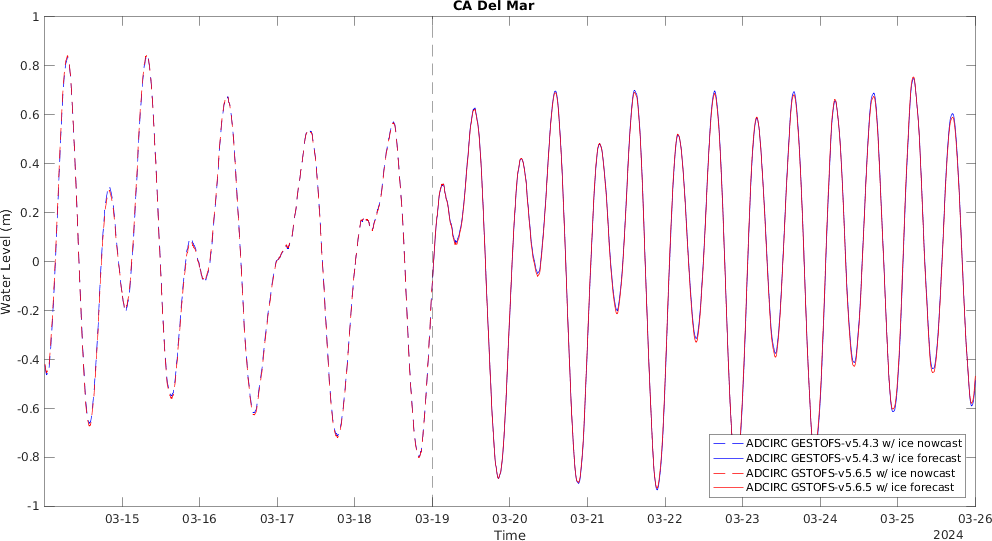 CA Del Mar
1
0.8
0.6
0.4
0.2
0
-0.2
-0.4
-0.6
-0.8
-1
Water Level (m)
ADCIRC GESTOFS-v5.4.3 w/ ice nowcast
ADCIRC GESTOFS-v5.4.3 w/ ice forecast
ADCIRC GSTOFS-v5.6.5 w/ ice nowcast
ADCIRC GSTOFS-v5.6.5 w/ ice forecast
03-15 03-16 03-17 03-18 03-19 03-20 03-21 03-22 03-23 03-24 03-25 03-26
Time
2024